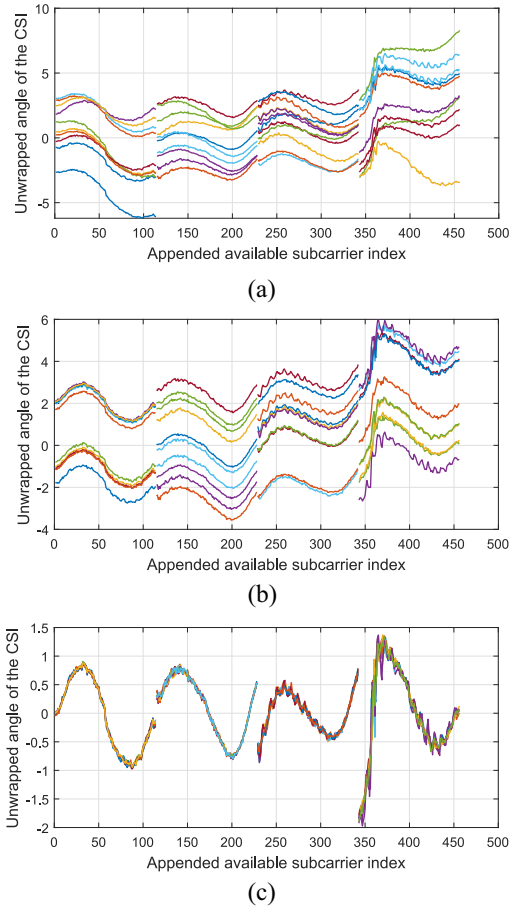 10
5
0
-5
Unwrapped angle of the CSI
0 50 100 150 200 250 300 350 400 450 500
Appended available subcarrier index
(a)
6
4
2
0
-2
-4
Unwrapped angle of the CSI
0 50 100 150 200 250 300 350 400 450 500
Appended available subcarrier index
(b)
1.5
1
0.5
0
-0.5
-1
-1.5
-2
Unwrapped angle of the CSI
0 50 100 150 200 250 300 350 400 450 500
Appended available subcarrier index
(c)